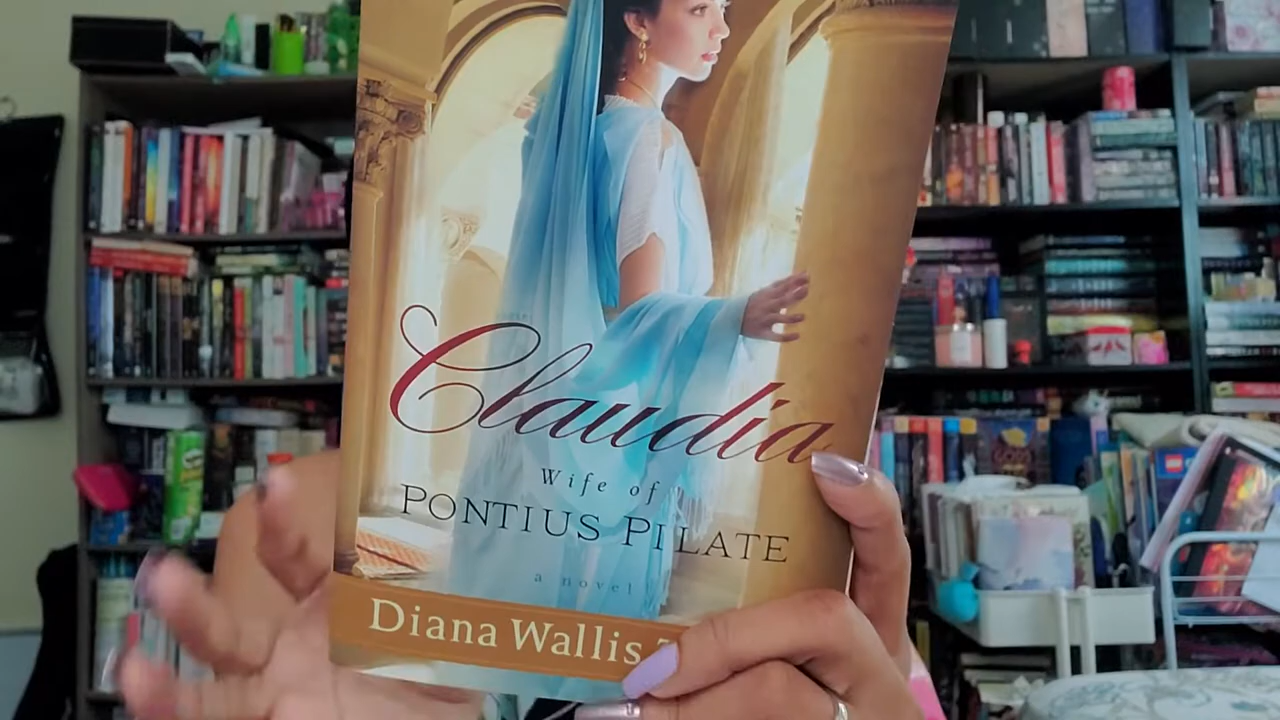 Claudia
Wife of
PONTIUS PILATE
a novel
Diana Wallis